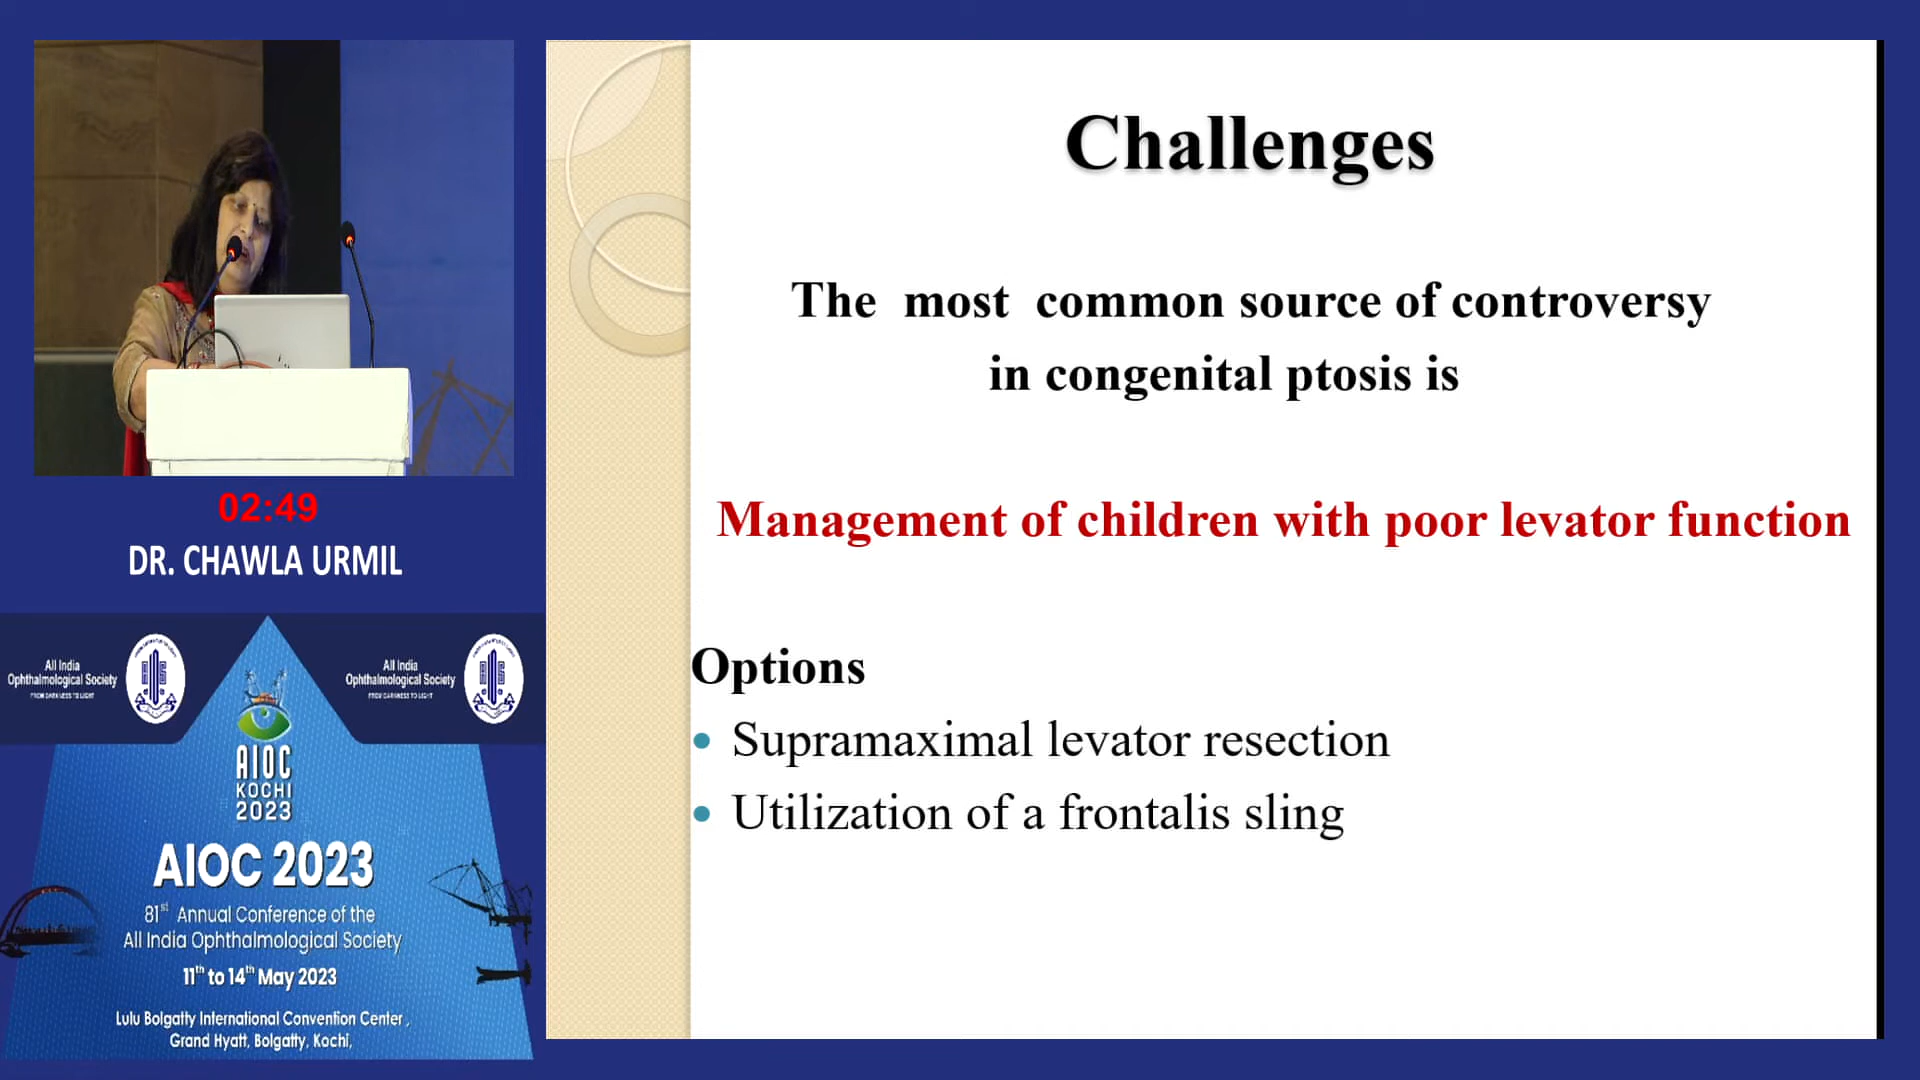 Challenges
The most common source of controversy
in congenital ptosis is
Management of children with poor levator function
Options
• Supramaximal levator resection
• Utilization of a frontalis sling
02:49
DR. CHAWLA URMIL
All India
Ophthalmological Society
FROM DARKNESS TO LIGHT
All India
Ophthalmological Society
FROM DARKNESS TO LIGHT
AIOC
KOCHI
2023
AIOC 2023
81st Annual Conference of the
All India Ophthalmological Society
11th to 14th May 2023
Lulu Bolgatty International Convention Center,
Grand Hyatt, Bolgatty, Kochi,